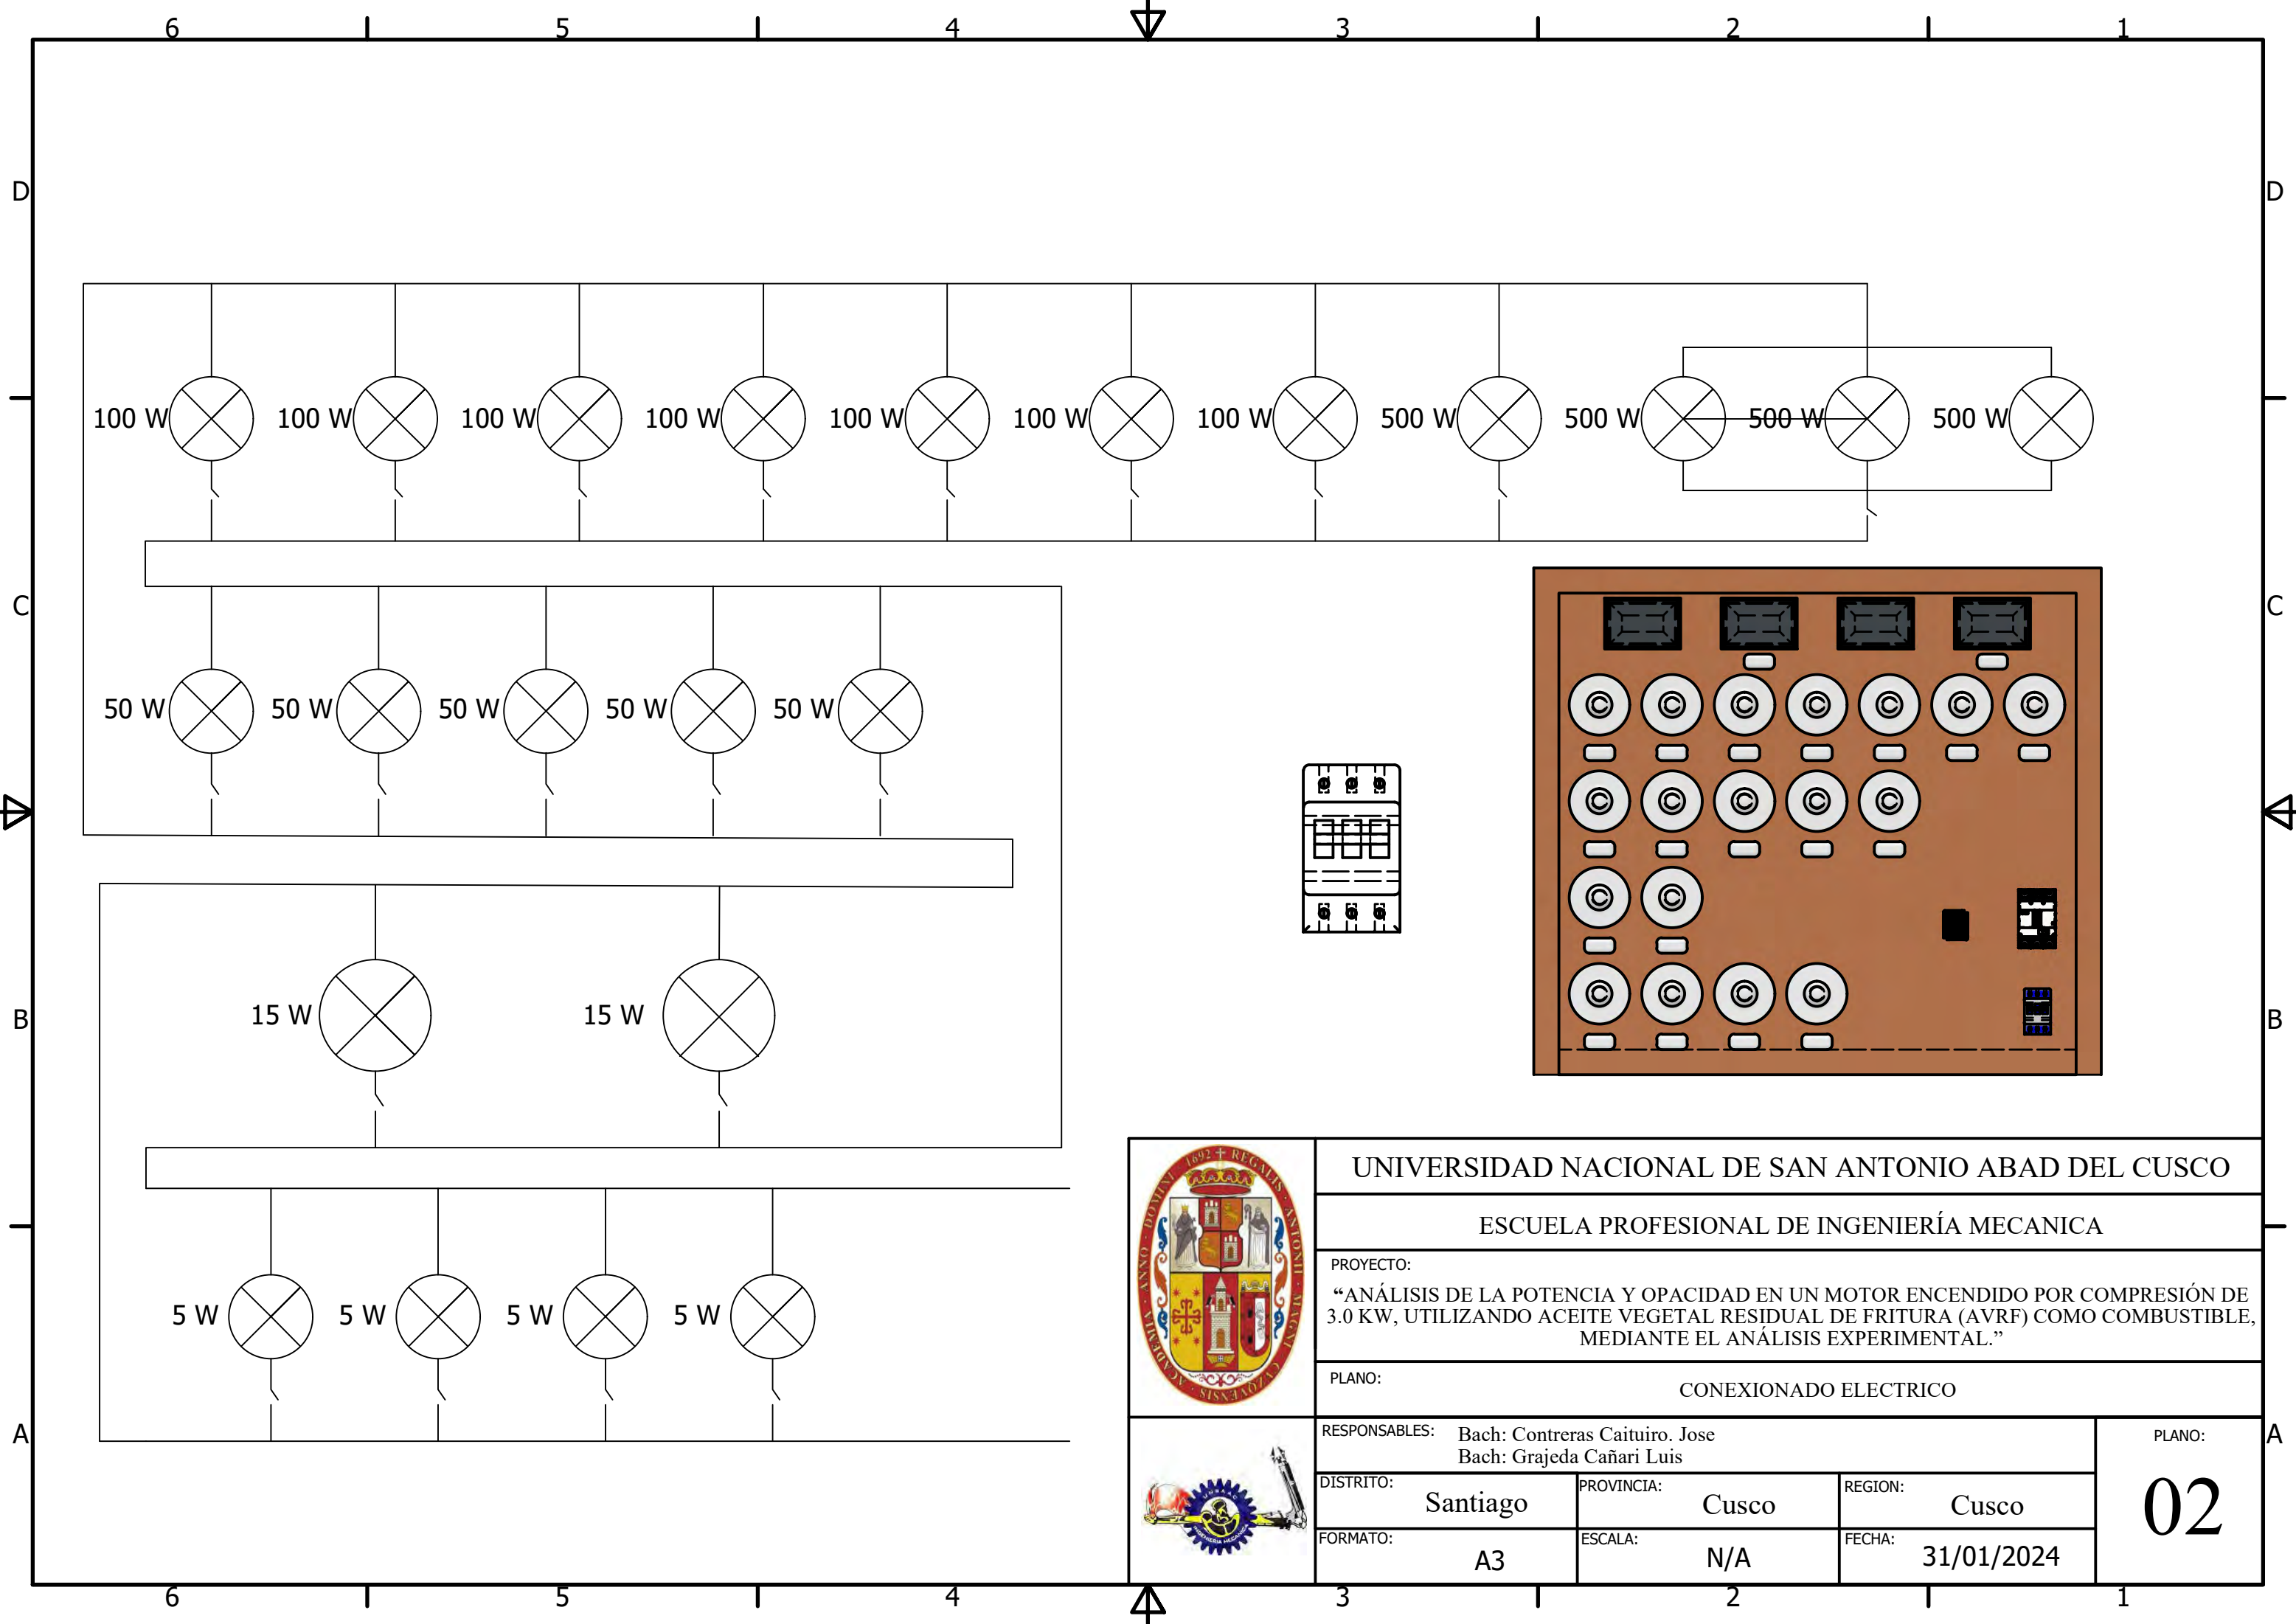 6 5 4 3 2 1
D D
100 W 100 W 100 W 100 W 100 W 100 W 100 W 500 W 500 W 500 W 500 W
C C
50 W 50 W 50 W 50 W 50 W
15 W 15 W
B B
5 W 5 W 5 W 5 W
UNIVERSIDAD NACIONAL DE SAN ANTONIO ABAD DEL CUSCO
ESCUELA PROFESIONAL DE INGENIERÍA MECANICA
PROYECTO:
“ANÁLISIS DE LA POTENCIA Y OPACIDAD EN UN MOTOR ENCENDIDO POR COMPRESIÓN DE
3.0 KW, UTILIZANDO ACEITE VEGETAL RESIDUAL DE FRITURA (AVRF) COMO COMBUSTIBLE,
MEDIANTE EL ANÁLISIS EXPERIMENTAL.”
PLANO:
CONEXIONADO ELECTRICO
A A
RESPONSABLES: Bach: Contreras Caituiro. Jose
Bach: Grajeda Cañari Luis
PLANO:
02
DISTRITO: Santiago
PROVINCIA: Cusco
REGION: Cusco
FORMATO: A3
ESCALA: N/A
FECHA: 31/01/2024
6 5 4 3 2 1